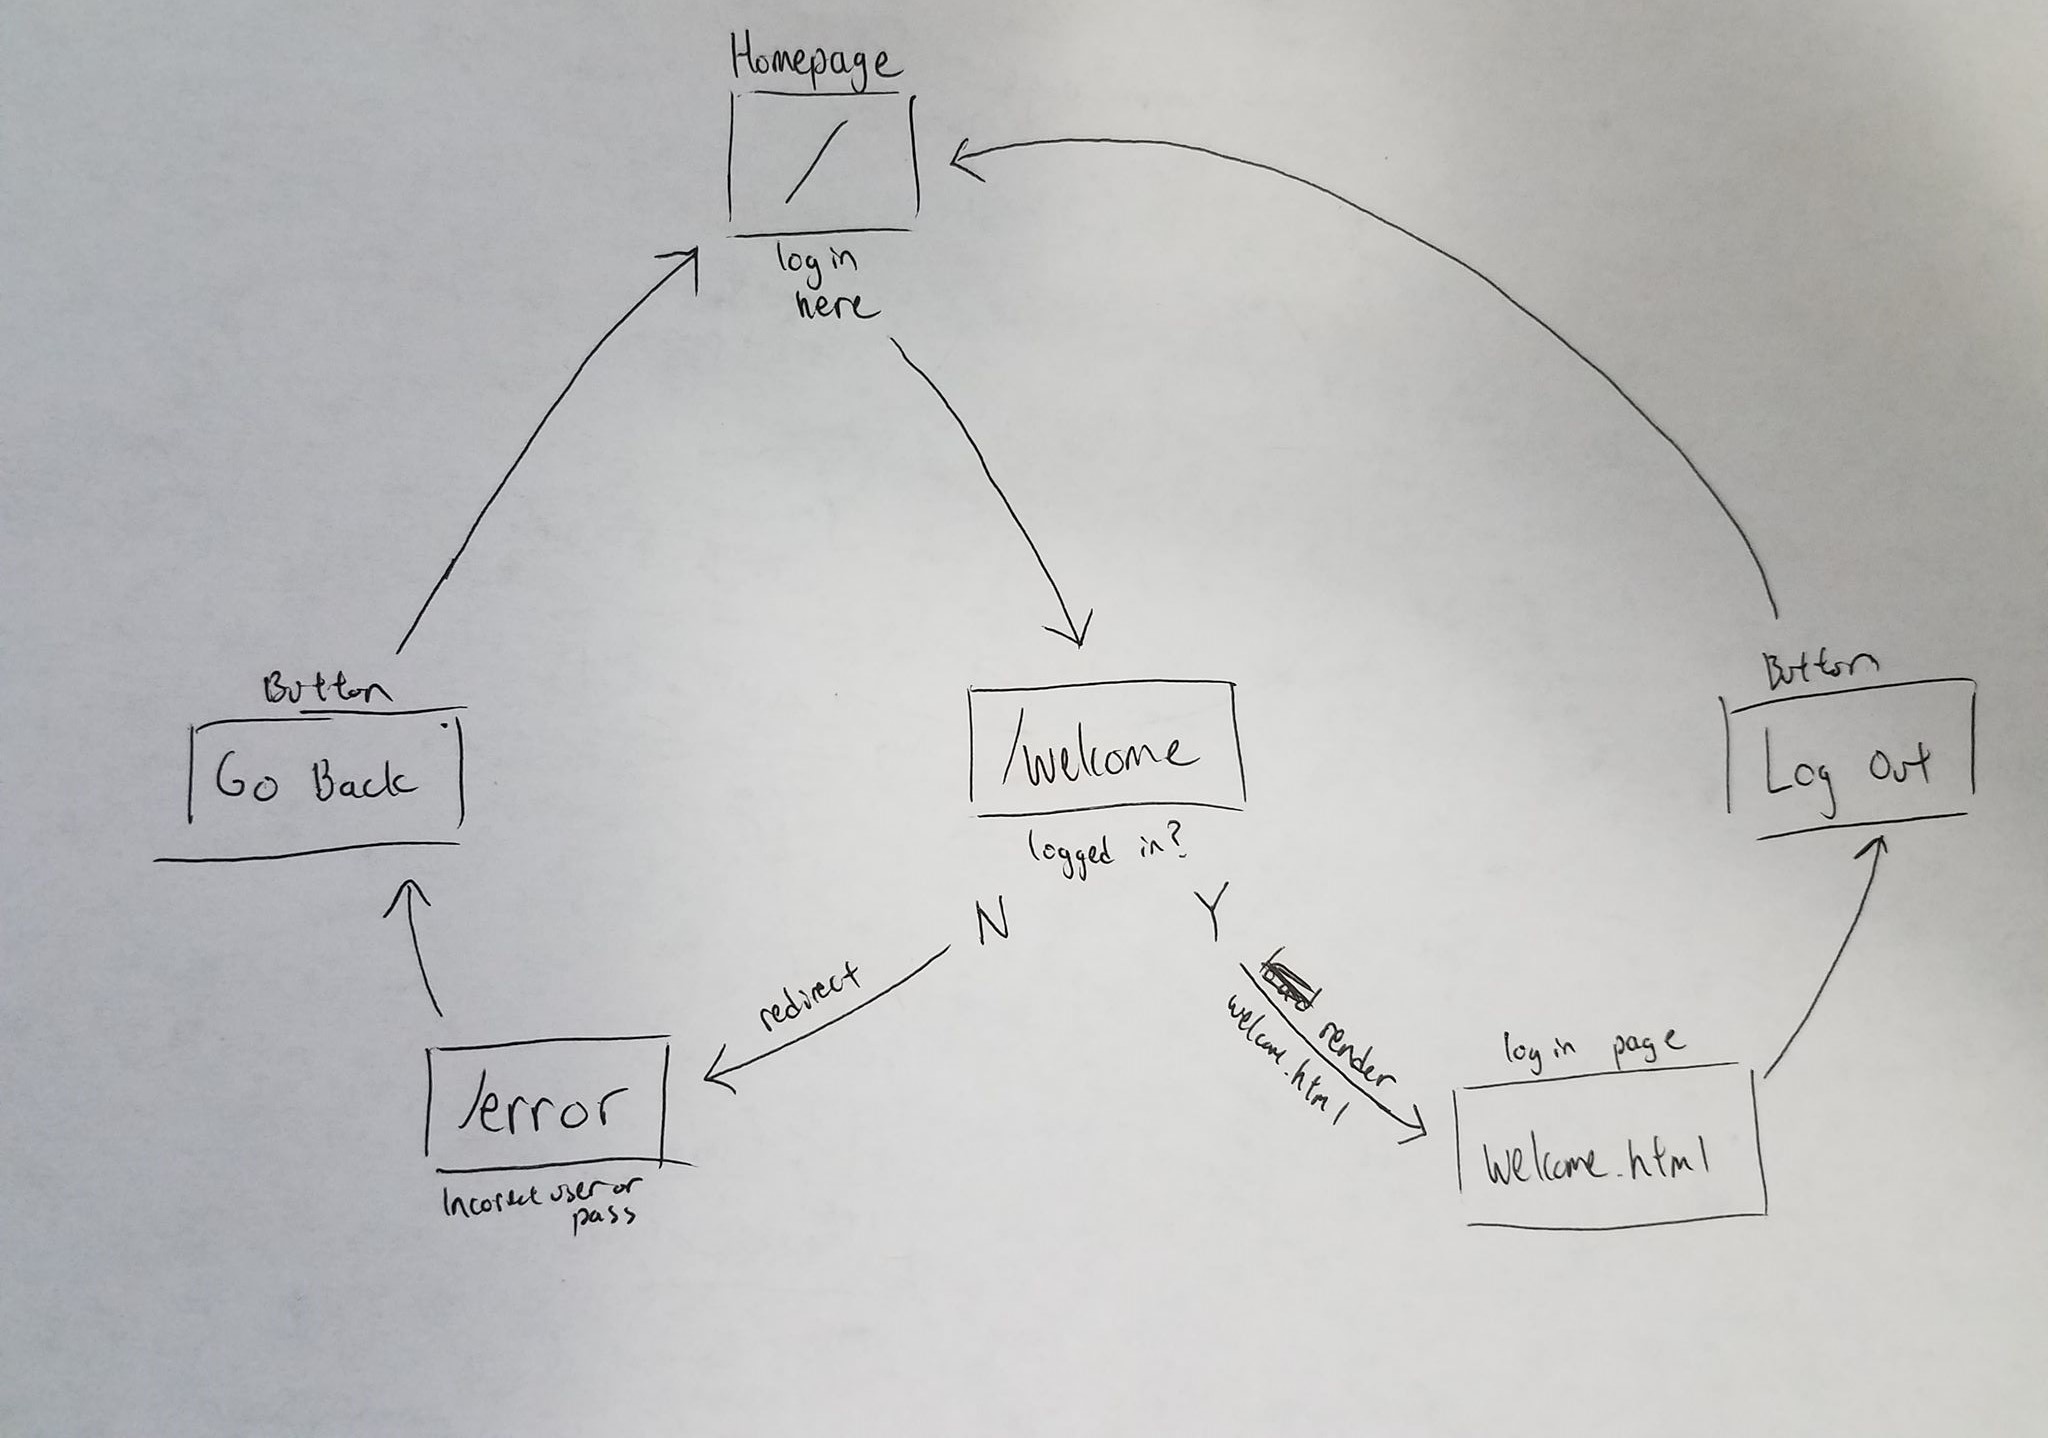 Homepage
/
log in
here
Button
Go Back
/welcome
logged in?
Button
Log Out
N
Y
redirect
render
welcome.html
log in page
welcome.html
/error
Incorrect user or
pass